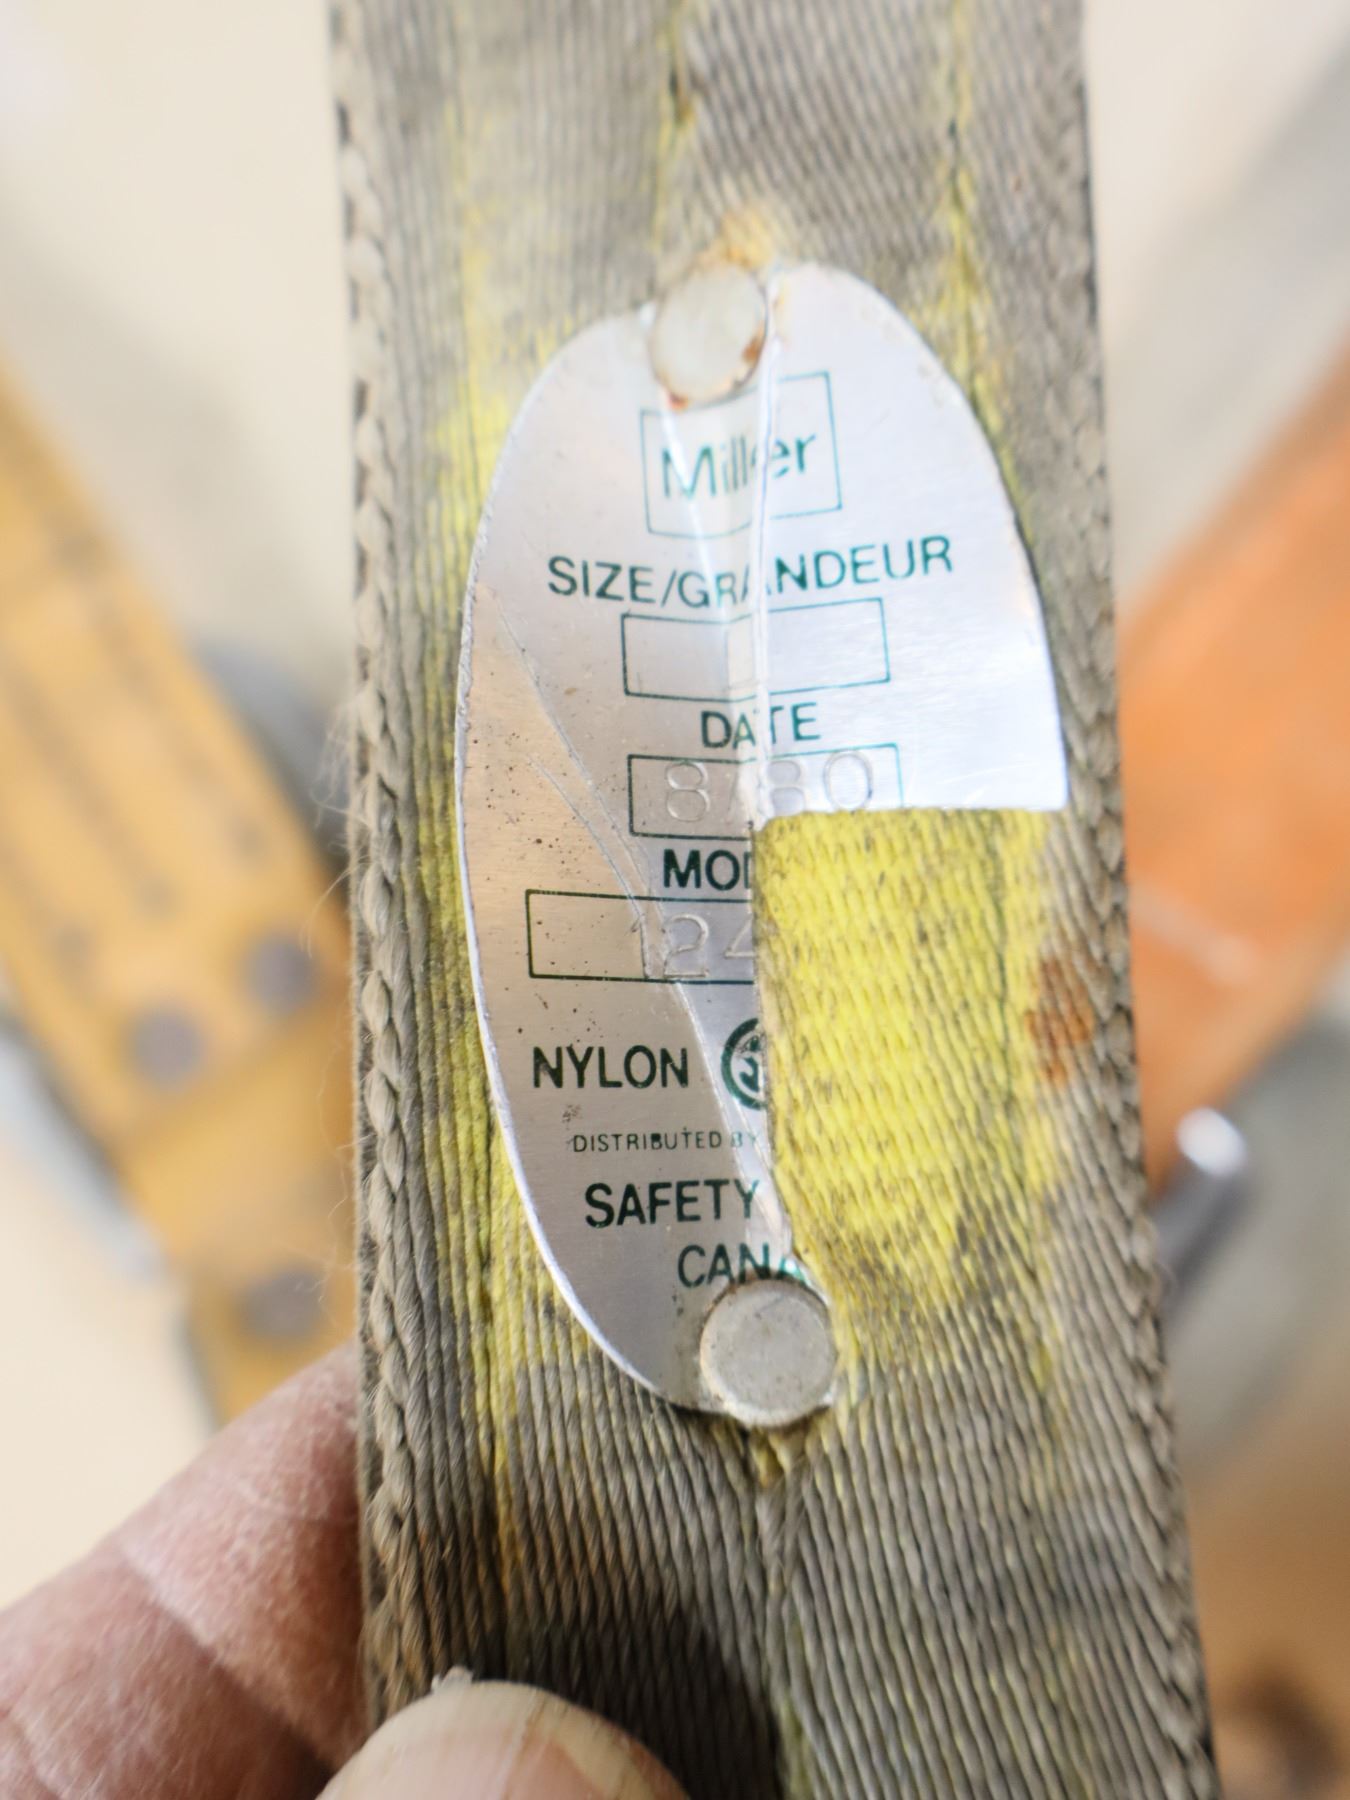 Miller
SIZE/GRANDEUR
DATE
8/80
MOD
124
NYLON
DISTRIBUTED BY
SAFETY
CANA